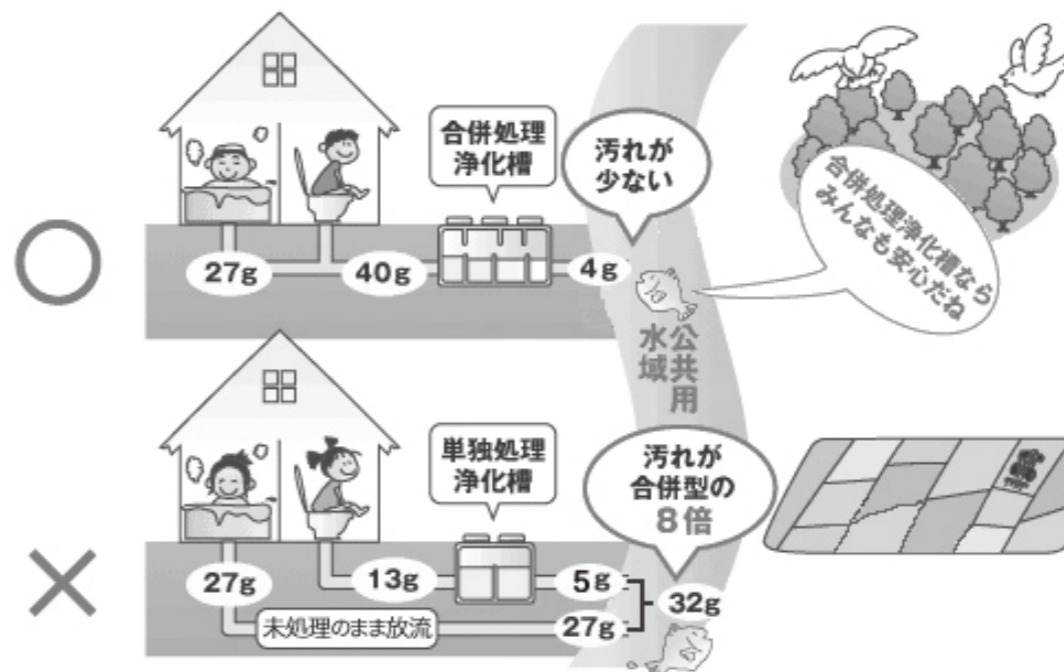 合併処理
浄化槽
汚れが
少ない
合併処理浄化槽なら
みんなも安心だね
27g
40g
4g
公共用
水域
単独処理
浄化槽
汚れが
合併型の
8倍
27g
13g
5g
32g
未処理のまま放流
27g